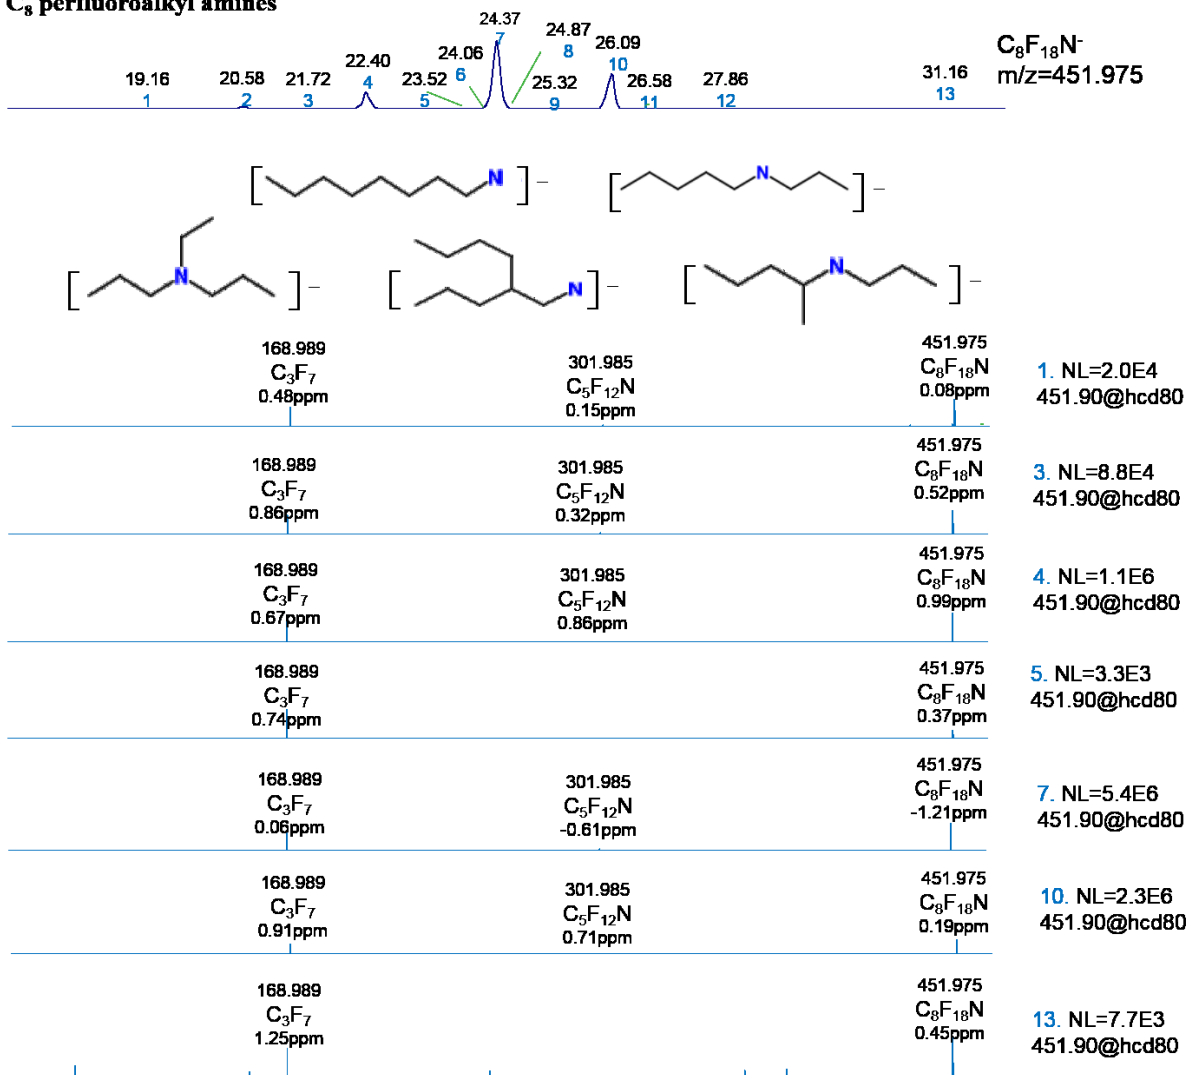 C₈ perfluoroalkyl amines
24.37
7
24.87
8
24.06
6
26.09
10
22.40
4
19.16
1
20.58
2
21.72
3
23.52
5
25.32
9
26.58
11
27.86
12
31.16
13
C₈F₁₈N⁻
m/z=451.975
[ N ] −
[ N ] −
[ N ] −
[ N ] −
[ N ] −
168.989
C₃F₇
0.48ppm
301.985
C₅F₁₂N
0.15ppm
451.975
C₈F₁₈N
0.08ppm
1. NL=2.0E4
451.90@hcd80
168.989
C₃F₇
0.86ppm
301.985
C₅F₁₂N
0.32ppm
451.975
C₈F₁₈N
0.52ppm
3. NL=8.8E4
451.90@hcd80
168.989
C₃F₇
0.67ppm
301.985
C₅F₁₂N
0.86ppm
451.975
C₈F₁₈N
0.99ppm
4. NL=1.1E6
451.90@hcd80
168.989
C₃F₇
0.74ppm
451.975
C₈F₁₈N
0.37ppm
5. NL=3.3E3
451.90@hcd80
168.989
C₃F₇
0.06ppm
301.985
C₅F₁₂N
-0.61ppm
451.975
C₈F₁₈N
-1.21ppm
7. NL=5.4E6
451.90@hcd80
168.989
C₃F₇
0.91ppm
301.985
C₅F₁₂N
0.71ppm
451.975
C₈F₁₈N
0.19ppm
10. NL=2.3E6
451.90@hcd80
168.989
C₃F₇
1.25ppm
451.975
C₈F₁₈N
0.45ppm
13. NL=7.7E3
451.90@hcd80